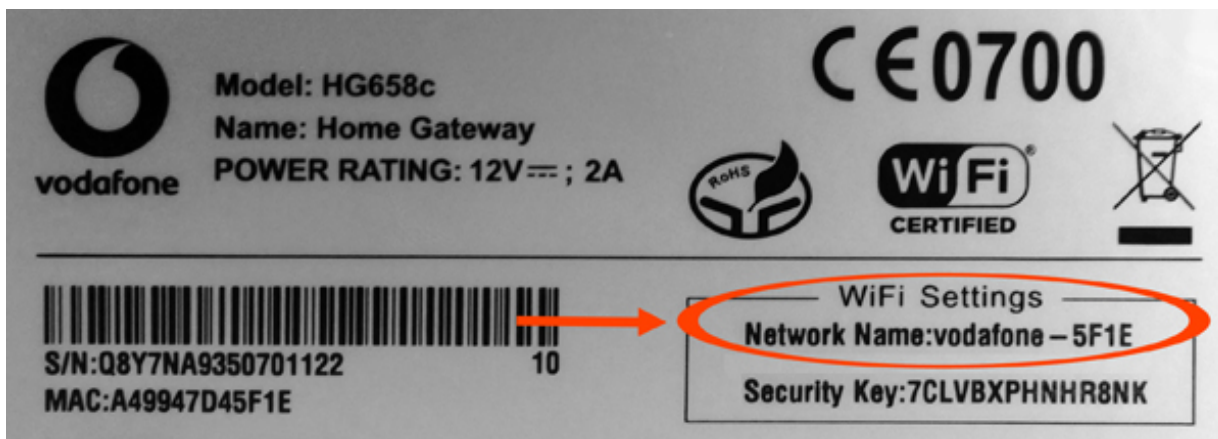 vodafone
Model: HG658c
Name: Home Gateway
POWER RATING: 12V⎓; 2A
CE0700
RoHS
WiFi®
CERTIFIED
S/N:Q8Y7NA9350701122
10
MAC:A49947D45F1E
WiFi Settings
Network Name:vodafone – 5F1E
Security Key:7CLVBXPHNHR8NK